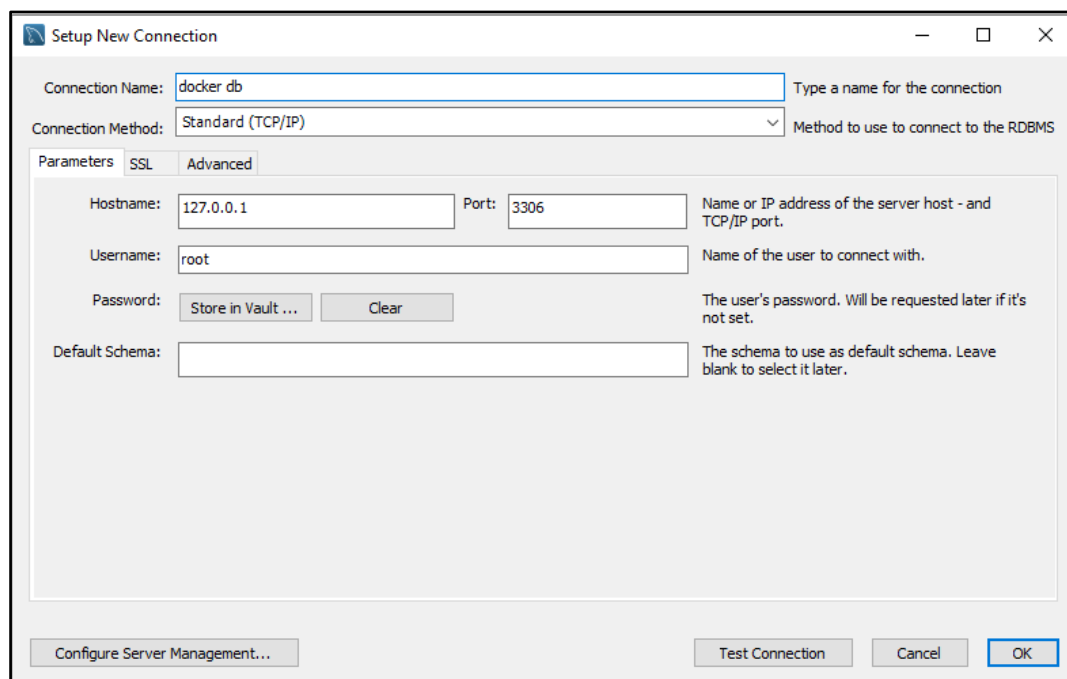 Setup New Connection
Connection Name: docker db Type a name for the connection
Connection Method: Standard (TCP/IP) Method to use to connect to the RDBMS
Parameters SSL Advanced
Hostname: 127.0.0.1 Port: 3306 Name or IP address of the server host - and
TCP/IP port.
Username: root Name of the user to connect with.
Password: Store in Vault ... Clear The user's password. Will be requested later if it's
not set.
Default Schema: The schema to use as default schema. Leave
blank to select it later.
Configure Server Management... Test Connection Cancel OK